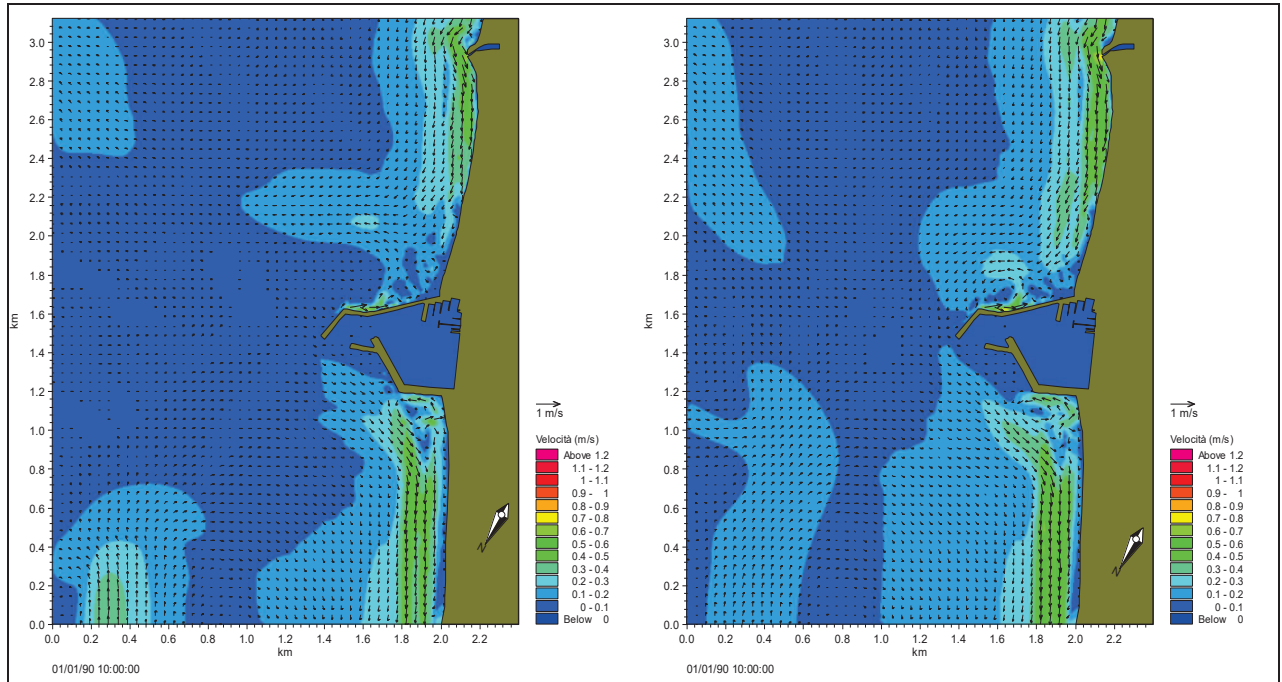 3.0
2.8
2.6
2.4
2.2
2.0
1.8
1.6
1.4
1.2
1.0
0.8
0.6
0.4
0.2
0.0
km
0.0 0.2 0.4 0.6 0.8 1.0 1.2 1.4 1.6 1.8 2.0 2.2
km
01/01/90 10:00:00
N
1 m/s
Velocità (m/s)
Above 1.2
1.1 - 1.2
1 - 1.1
0.9 - 1
0.8 - 0.9
0.7 - 0.8
0.6 - 0.7
0.5 - 0.6
0.4 - 0.5
0.3 - 0.4
0.2 - 0.3
0.1 - 0.2
0 - 0.1
Below 0
3.0
2.8
2.6
2.4
2.2
2.0
1.8
1.6
1.4
1.2
1.0
0.8
0.6
0.4
0.2
0.0
km
0.0 0.2 0.4 0.6 0.8 1.0 1.2 1.4 1.6 1.8 2.0 2.2
km
01/01/90 10:00:00
N
1 m/s
Velocità (m/s)
Above 1.2
1.1 - 1.2
1 - 1.1
0.9 - 1
0.8 - 0.9
0.7 - 0.8
0.6 - 0.7
0.5 - 0.6
0.4 - 0.5
0.3 - 0.4
0.2 - 0.3
0.1 - 0.2
0 - 0.1
Below 0